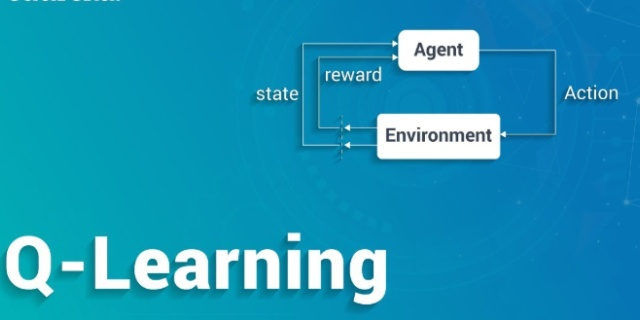 Agent
reward
state
Action
Environment
Q-Learning